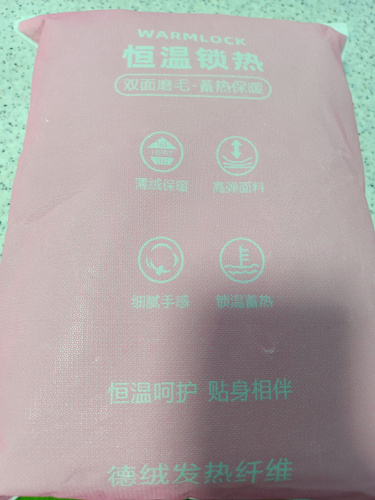 WARMLOCK
恒温锁热
双面磨毛·蓄热保暖
薄绒保留 高弹面料
细腻手感 锁温蓄热
恒温呵护 贴身相伴
德绒发热纤维